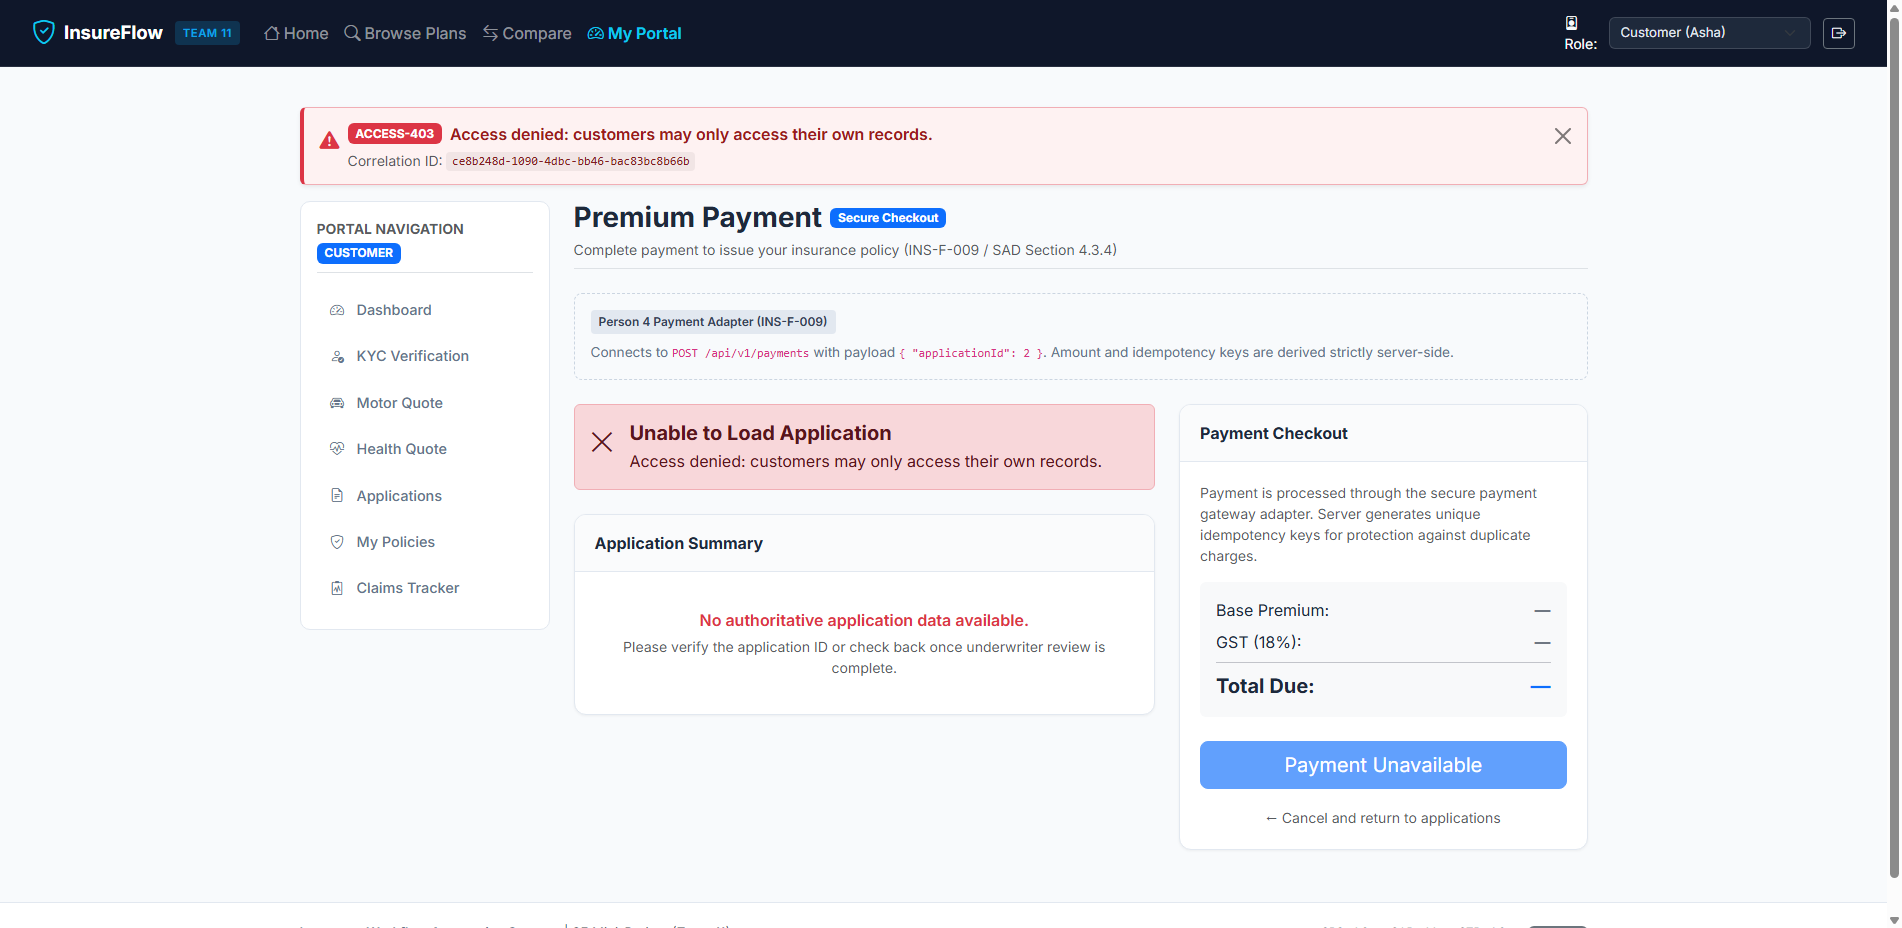 InsureFlow TEAM 11 Home Browse Plans Compare My Portal
Role: Customer (Asha)
ACCESS-403 Access denied: customers may only access their own records.
Correlation ID: ce8b248d-1090-4dbc-bb46-bac83bc8b66b
PORTAL NAVIGATION
CUSTOMER
Dashboard
KYC Verification
Motor Quote
Health Quote
Applications
My Policies
Claims Tracker
Premium Payment Secure Checkout
Complete payment to issue your insurance policy (INS-F-009 / SAD Section 4.3.4)
Person 4 Payment Adapter (INS-F-009)
Connects to POST /api/v1/payments with payload { "applicationId": 2 }. Amount and idempotency keys are derived strictly server-side.
Unable to Load Application
Access denied: customers may only access their own records.
Application Summary
No authoritative application data available.
Please verify the application ID or check back once underwriter review is
complete.
Payment Checkout
Payment is processed through the secure payment
gateway adapter. Server generates unique
idempotency keys for protection against duplicate
charges.
Base Premium: —
GST (18%): —
Total Due: —
Payment Unavailable
← Cancel and return to applications